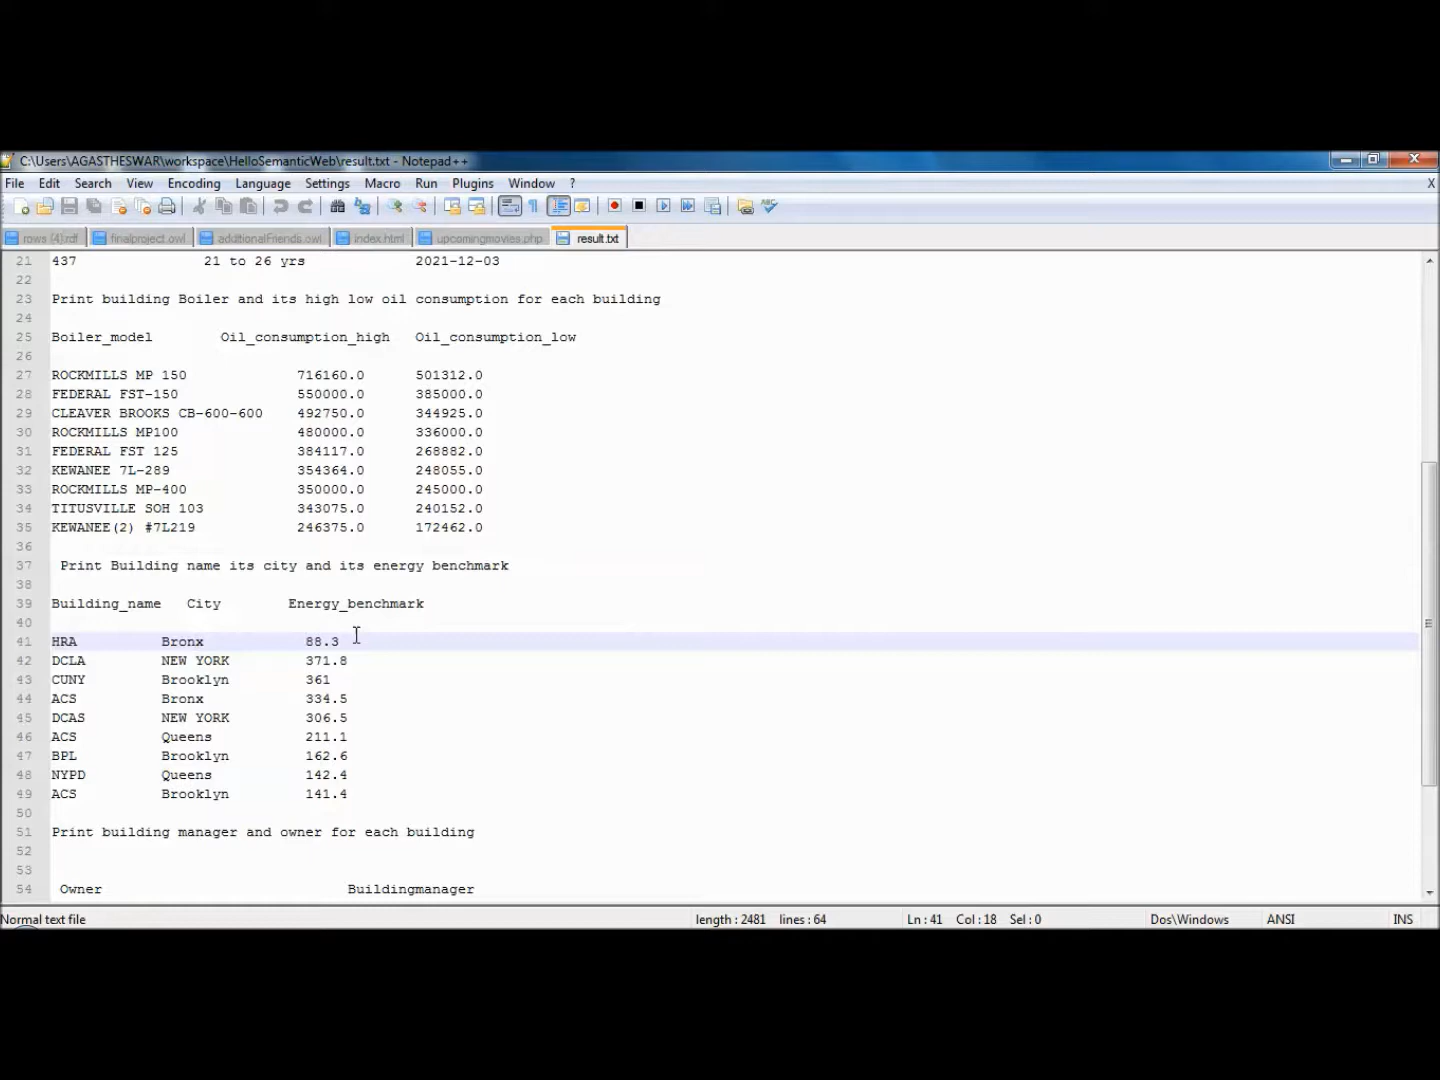 C:\Users\AGASTHESWAR\workspace\HelloSemanticWeb\result.txt - Notepad++
File Edit Search View Encoding Language Settings Macro Run Plugins Window ? X
rows (4).rdf finalproject.owl additionalFriends.owl index.html upcomingmovies.php result.txt
21 437 21 to 26 yrs 2021-12-03
22
23 Print building Boiler and its high low oil consumption for each building
24
25 Boiler_model Oil_consumption_high Oil_consumption_low
26
27 ROCKMILLS MP 150 716160.0 501312.0
28 FEDERAL FST-150 550000.0 385000.0
29 CLEAVER BROOKS CB-600-600 492750.0 344925.0
30 ROCKMILLS MP100 480000.0 336000.0
31 FEDERAL FST 125 384117.0 268882.0
32 KEWANEE 7L-289 354364.0 248055.0
33 ROCKMILLS MP-400 350000.0 245000.0
34 TITUSVILLE SOH 103 343075.0 240152.0
35 KEWANEE(2) #7L219 246375.0 172462.0
36
37 Print Building name its city and its energy benchmark
38
39 Building_name City Energy_benchmark
40
41 HRA Bronx 88.3
42 DCLA NEW YORK 371.8
43 CUNY Brooklyn 361
44 ACS Bronx 334.5
45 DCAS NEW YORK 306.5
46 ACS Queens 211.1
47 BPL Brooklyn 162.6
48 NYPD Queens 142.4
49 ACS Brooklyn 141.4
50
51 Print building manager and owner for each building
52
53
54 Owner Buildingmanager
Normal text file length : 2481 lines : 64 Ln : 41 Col : 18 Sel : 0 Dos\Windows ANSI INS